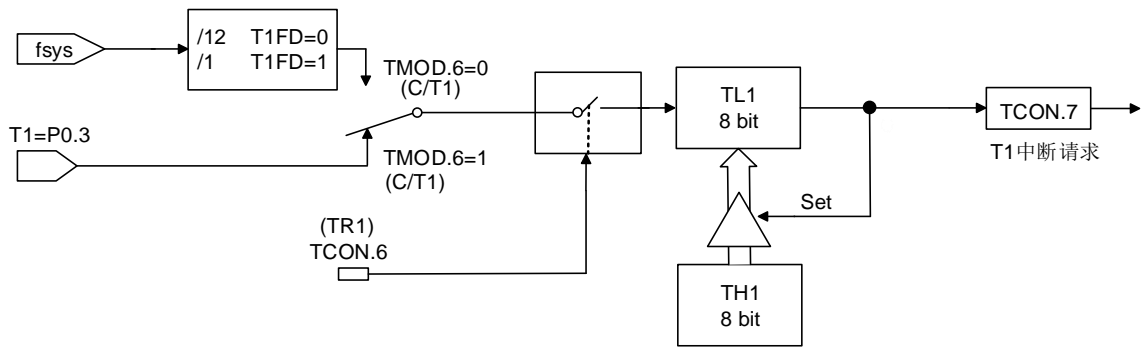 fsys
/12 T1FD=0
/1 T1FD=1
TMOD.6=0
(C/T1)
T1=P0.3
TMOD.6=1
(C/T1)
(TR1)
TCON.6
TL1
8 bit
TCON.7
T1中断请求
Set
TH1
8 bit